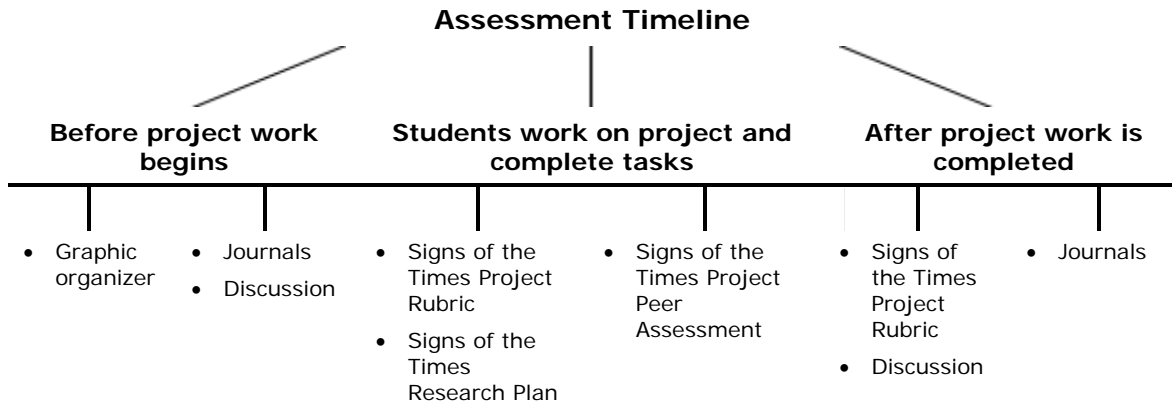 Assessment Timeline
Before project work
begins
Students work on project and
complete tasks
After project work is
completed
• Graphic
organizer
• Journals
• Discussion
• Signs of the
Times Project
Rubric
• Signs of the
Times
Research Plan
• Signs of the
Times Project
Peer
Assessment
• Signs of
the Times
Project
Rubric
• Discussion
• Journals